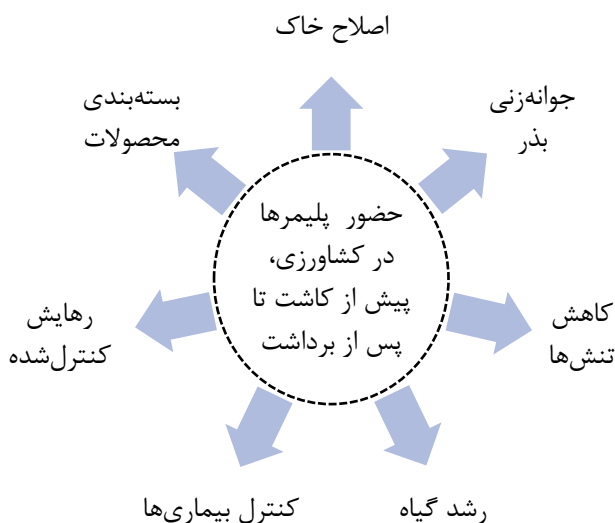 اصلاح خاک
جوانه‌زنی
بذر
بسته‌بندی
محصولات
حضور پلیمرها
در کشاورزی،
پیش از کاشت تا
پس از برداشت
کاهش
تنش‌ها
رهایش
کنترل‌شده
رشد گیاه
کنترل بیماری‌ها